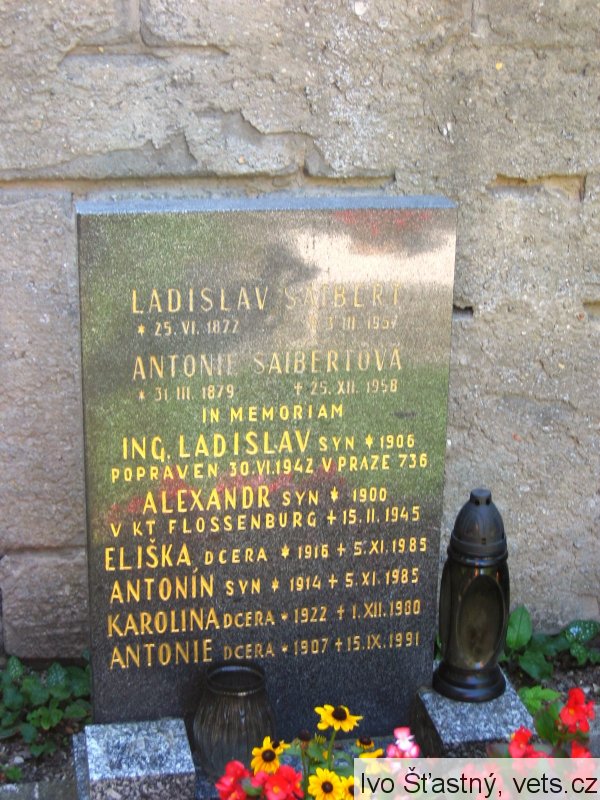 LADISLAV SAIBERT
* 25. VI. 1872 + 3 III 1957
ANTONIE SAIBERTOVÁ
* 31 III. 1879 + 25. XII. 1958
IN MEMORIAM
ING. LADISLAV SYN * 1906
POPRAVEN 30.VI.1942 V PRAZE 736
ALEXANDR SYN * 1900
V KT FLOSSENBURG + 15. II. 1945
ELIŠKA DCERA * 1916 + 5. XI. 1985
ANTONÍN SYN * 1914 + 5. XI. 1985
KAROLINA DCERA * 1922 + 1. XII. 1980
ANTONIE DCERA * 1907 + 15. IX. 1991
Ivo Šťastný, vets.cz